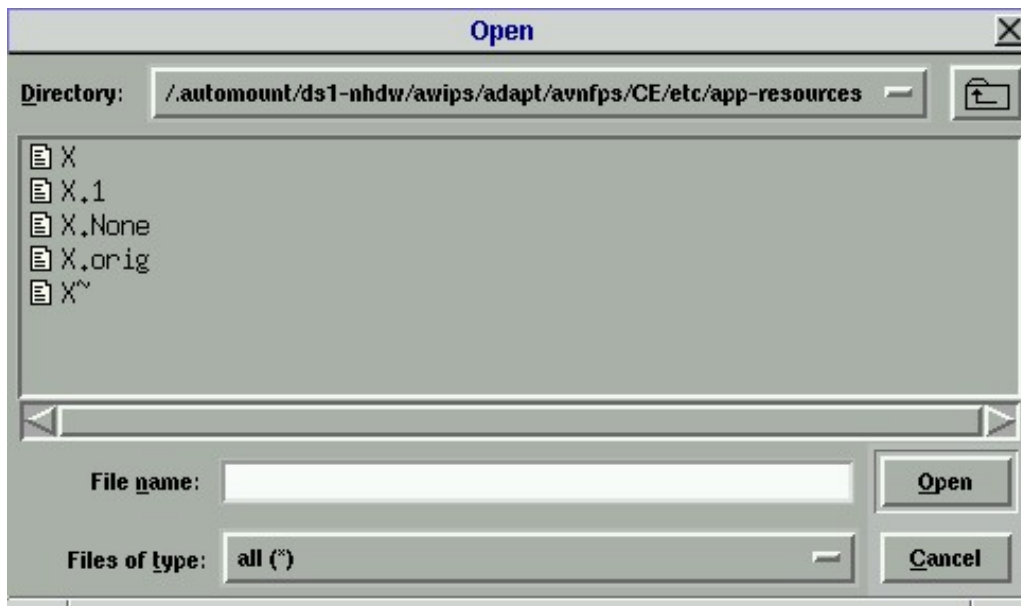 Open
Directory: /.automount/ds1-nhdw/awips/adapt/avnfps/CE/etc/app-resources
X
X.1
X.None
X.orig
X~
File name: Open
Files of type: all (*) Cancel